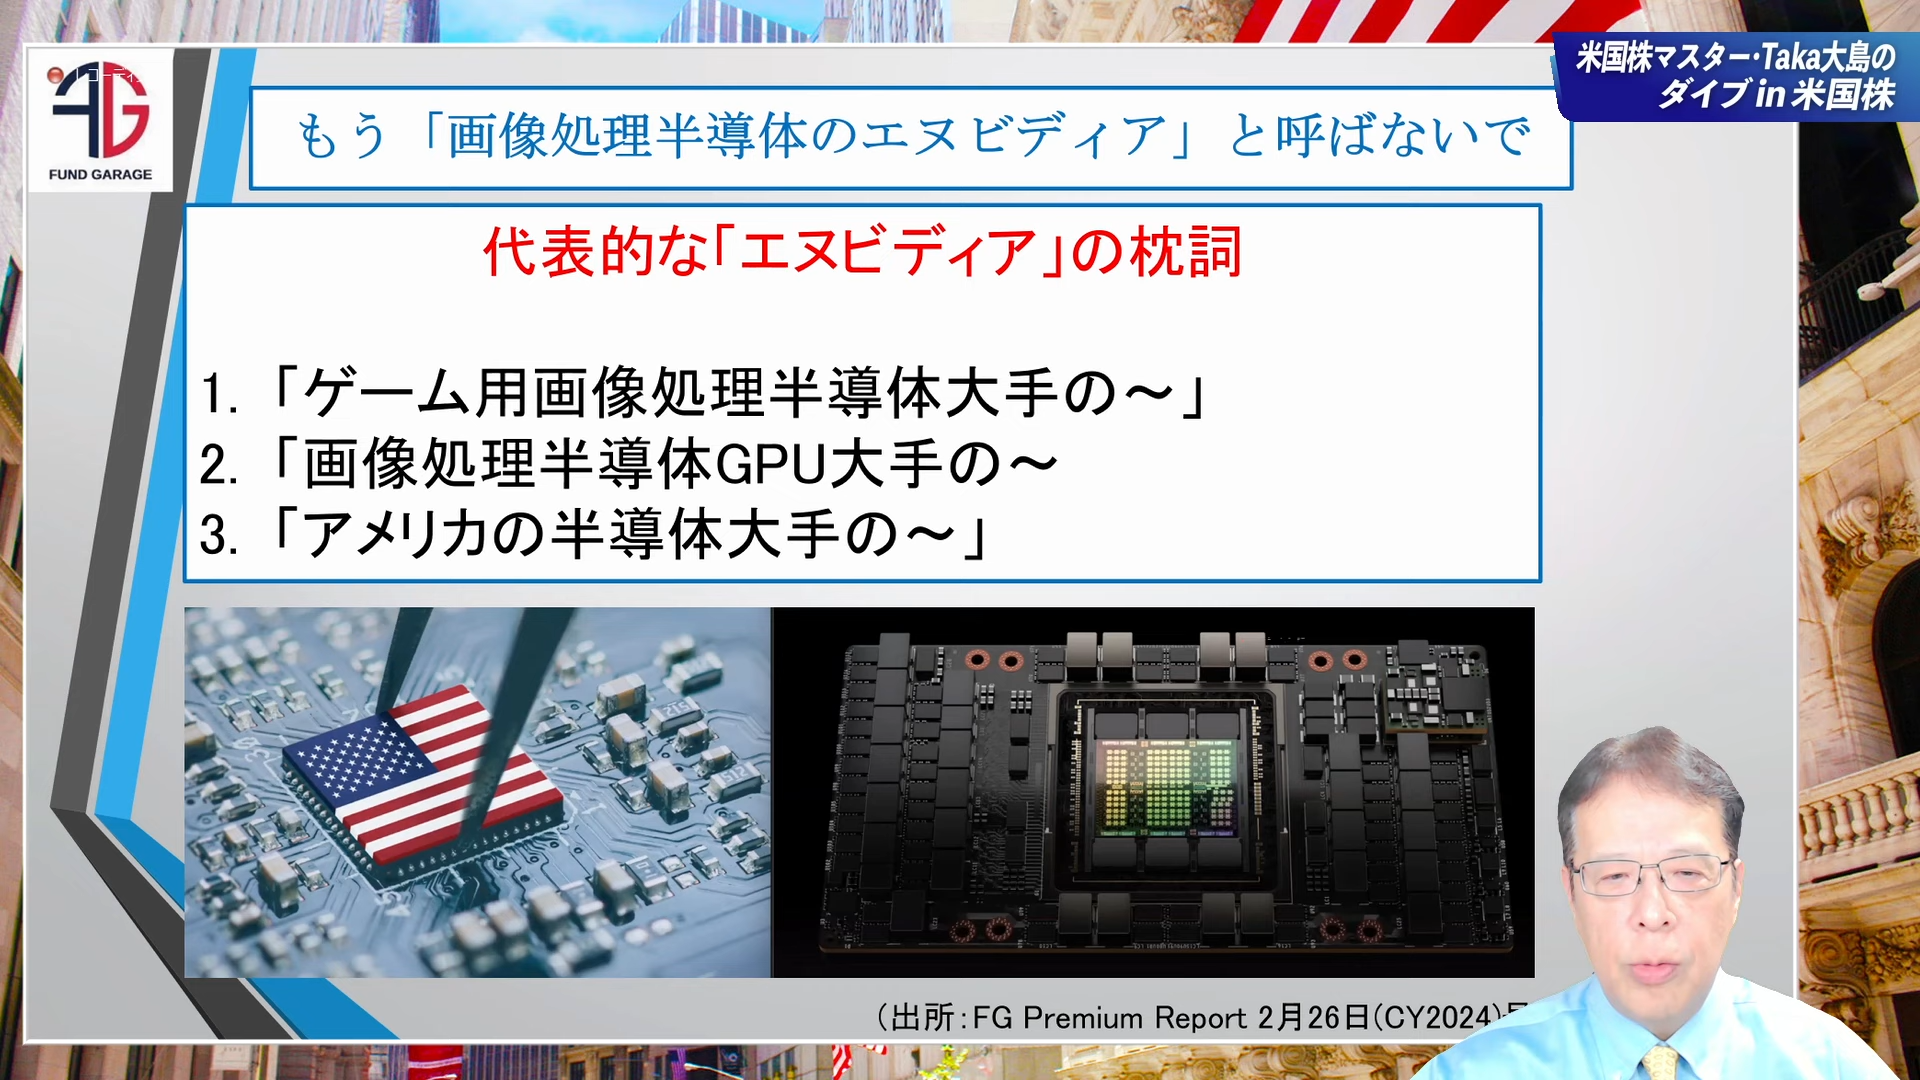 米国株マスター・Taka大島の
ダイブ in 米国株
FUND GARAGE
もう「画像処理半導体のエヌビディア」と呼ばないで
代表的な「エヌビディア」の枕詞
1. 「ゲーム用画像処理半導体大手の～」
2. 「画像処理半導体GPU大手の～
3. 「アメリカの半導体大手の～」
（出所：FG Premium Report 2月26日(CY2024)